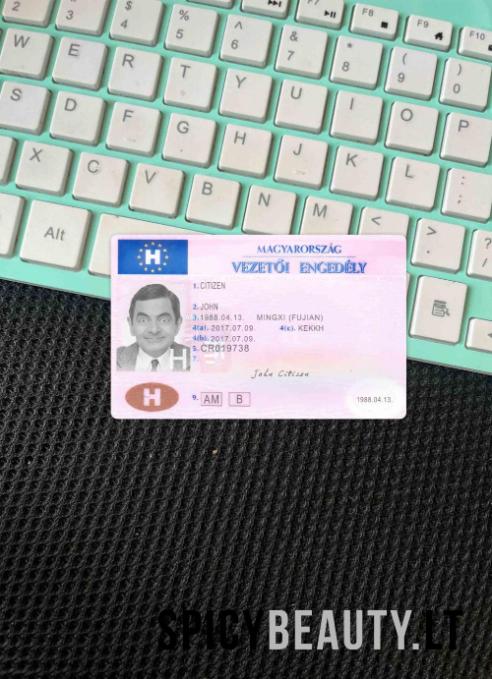 2 3 $ 4 % 5 ^ 6 & 7 * 8 ( 9 ) 0
F7 F8 F9 F10
W E R T Y U I O P
S D F G H J K L : ;
X C V B N M < , > . ? /
Alt
H
MAGYARORSZÁG
VEZETŐI ENGEDÉLY
1. CITIZEN
2. JOHN
3. 1988.04.13. MINGXI (FUJIAN)
4(a). 2017.07.09. 4(c). KEKKH
4(b). 2017.07.09.
5. CR019738
7.
John Citizen
H
H
9. AM B
1988.04.13.
SPICYBEAUTY.LT